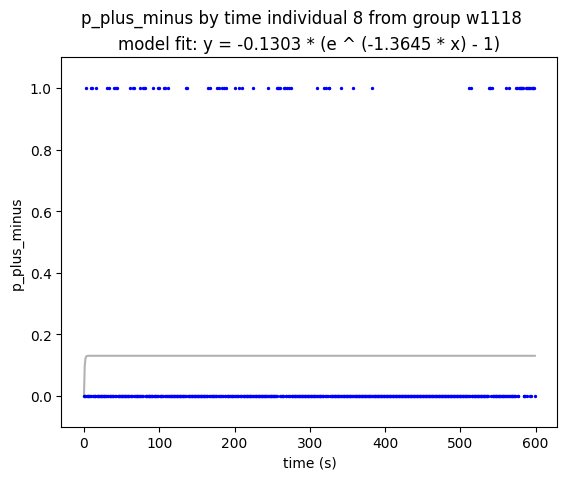 p_plus_minus by time individual 8 from group w1118
model fit: y = -0.1303 * (e ^ (-1.3645 * x) - 1)
1.0
0.8
0.6
0.4
0.2
0.0
p_plus_minus
0 100 200 300 400 500 600
time (s)